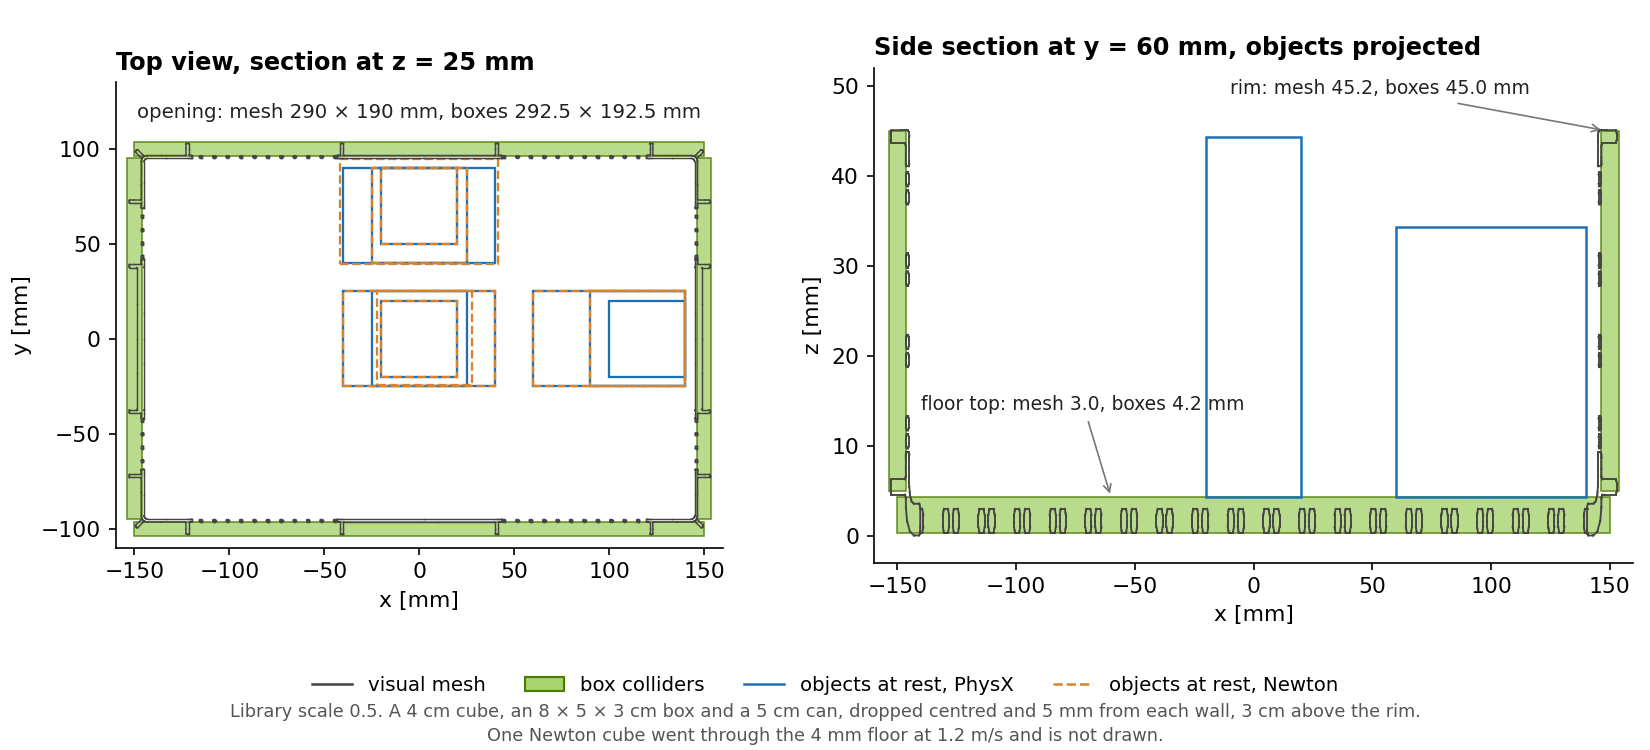 Top view, section at z = 25 mm
opening: mesh 290 × 190 mm, boxes 292.5 × 192.5 mm
100
50
0
−50
−100
y [mm]
−150
−100
−50
0
50
100
150
x [mm]
Side section at y = 60 mm, objects projected
rim: mesh 45.2, boxes 45.0 mm
floor top: mesh 3.0, boxes 4.2 mm
50
40
30
20
10
0
z [mm]
−150
−100
−50
0
50
100
150
x [mm]
visual mesh
box colliders
objects at rest, PhysX
objects at rest, Newton
Library scale 0.5. A 4 cm cube, an 8 × 5 × 3 cm box and a 5 cm can, dropped centred and 5 mm from each wall, 3 cm above the rim.
One Newton cube went through the 4 mm floor at 1.2 m/s and is not drawn.